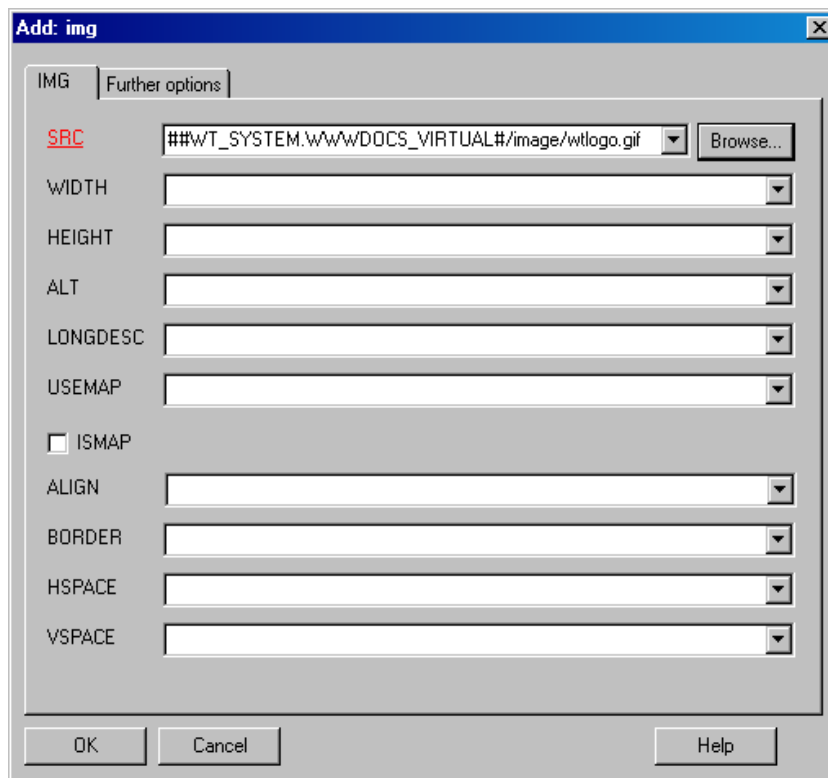 Add: img
IMG Further options
SRC ##WT_SYSTEM.WWWDOCS_VIRTUAL#/image/wtlogo.gif Browse...
WIDTH
HEIGHT
ALT
LONGDESC
USEMAP
ISMAP
ALIGN
BORDER
HSPACE
VSPACE
OK Cancel Help